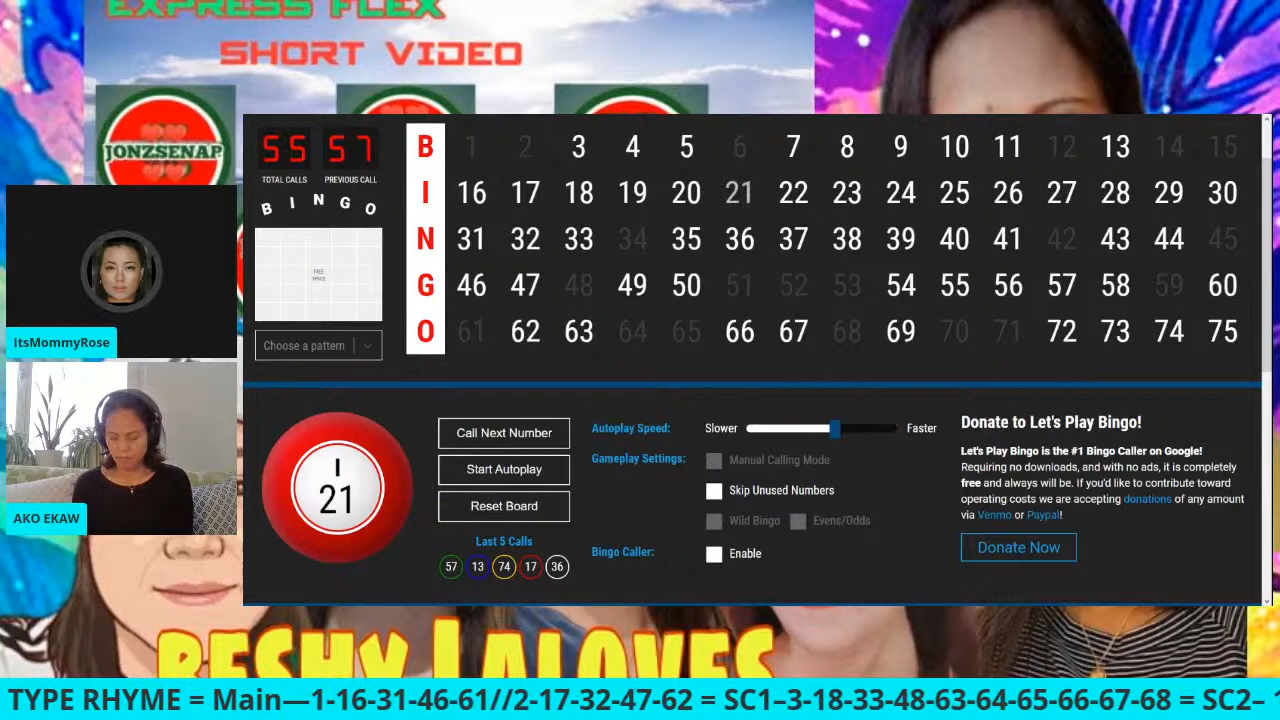 EXPRESS FLEX
SHORT VIDEO
JONZSENAP
55 57
TOTAL CALLS PREVIOUS CALL
B I N G O
FREE
SPACE
Choose a pattern
B 1 2 3 4 5 6 7 8 9 10 11 12 13 14 15
I 16 17 18 19 20 21 22 23 24 25 26 27 28 29 30
N 31 32 33 34 35 36 37 38 39 40 41 42 43 44 45
G 46 47 48 49 50 51 52 53 54 55 56 57 58 59 60
O 61 62 63 64 65 66 67 68 69 70 71 72 73 74 75
ItsMommyRose
AKO EKAW
I
21
Call Next Number
Start Autoplay
Reset Board
Last 5 Calls
57 13 74 17 36
Autoplay Speed: Slower Faster
Gameplay Settings: Manual Calling Mode
Skip Unused Numbers
Wild Bingo Evens/Odds
Bingo Caller: Enable
Donate to Let's Play Bingo!
Let's Play Bingo is the #1 Bingo Caller on Google!
Requiring no downloads, and with no ads, it is completely
free and always will be. If you'd like to contribute toward
operating costs we are accepting donations of any amount
via Venmo or Paypal!
Donate Now
BESHY LALOVES
TYPE RHYME = Main—1-16-31-46-61//2-17-32-47-62 = SC1–3-18-33-48-63-64-65-66-67-68 = SC2–